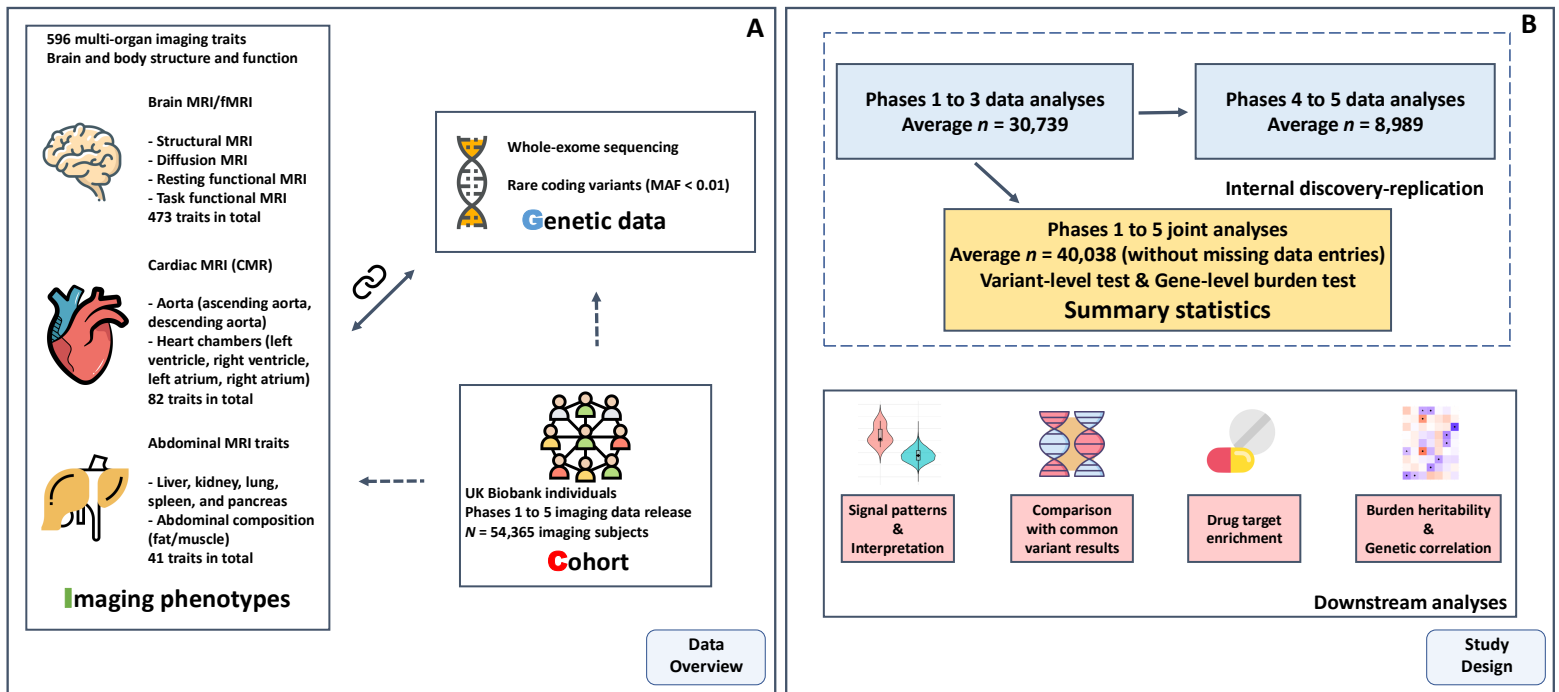 A
596 multi-organ imaging traits
Brain and body structure and function
Brain MRI/fMRI
- Structural MRI
- Diffusion MRI
- Resting functional MRI
- Task functional MRI
473 traits in total
Cardiac MRI (CMR)
- Aorta (ascending aorta,
descending aorta)
- Heart chambers (left
ventricle, right ventricle,
left atrium, right atrium)
82 traits in total
Abdominal MRI traits
- Liver, kidney, lung,
spleen, and pancreas
- Abdominal composition
(fat/muscle)
41 traits in total
Imaging phenotypes
Whole-exome sequencing
Rare coding variants (MAF < 0.01)
Genetic data
UK Biobank individuals
Phases 1 to 5 imaging data release
N = 54,365 imaging subjects
Cohort
Data
Overview
B
Phases 1 to 3 data analyses
Average n = 30,739
Phases 4 to 5 data analyses
Average n = 8,989
Internal discovery-replication
Phases 1 to 5 joint analyses
Average n = 40,038 (without missing data entries)
Variant-level test & Gene-level burden test
Summary statistics
Signal patterns
&
Interpretation
Comparison
with common
variant results
Drug target
enrichment
Burden heritability
&
Genetic correlation
Downstream analyses
Study
Design